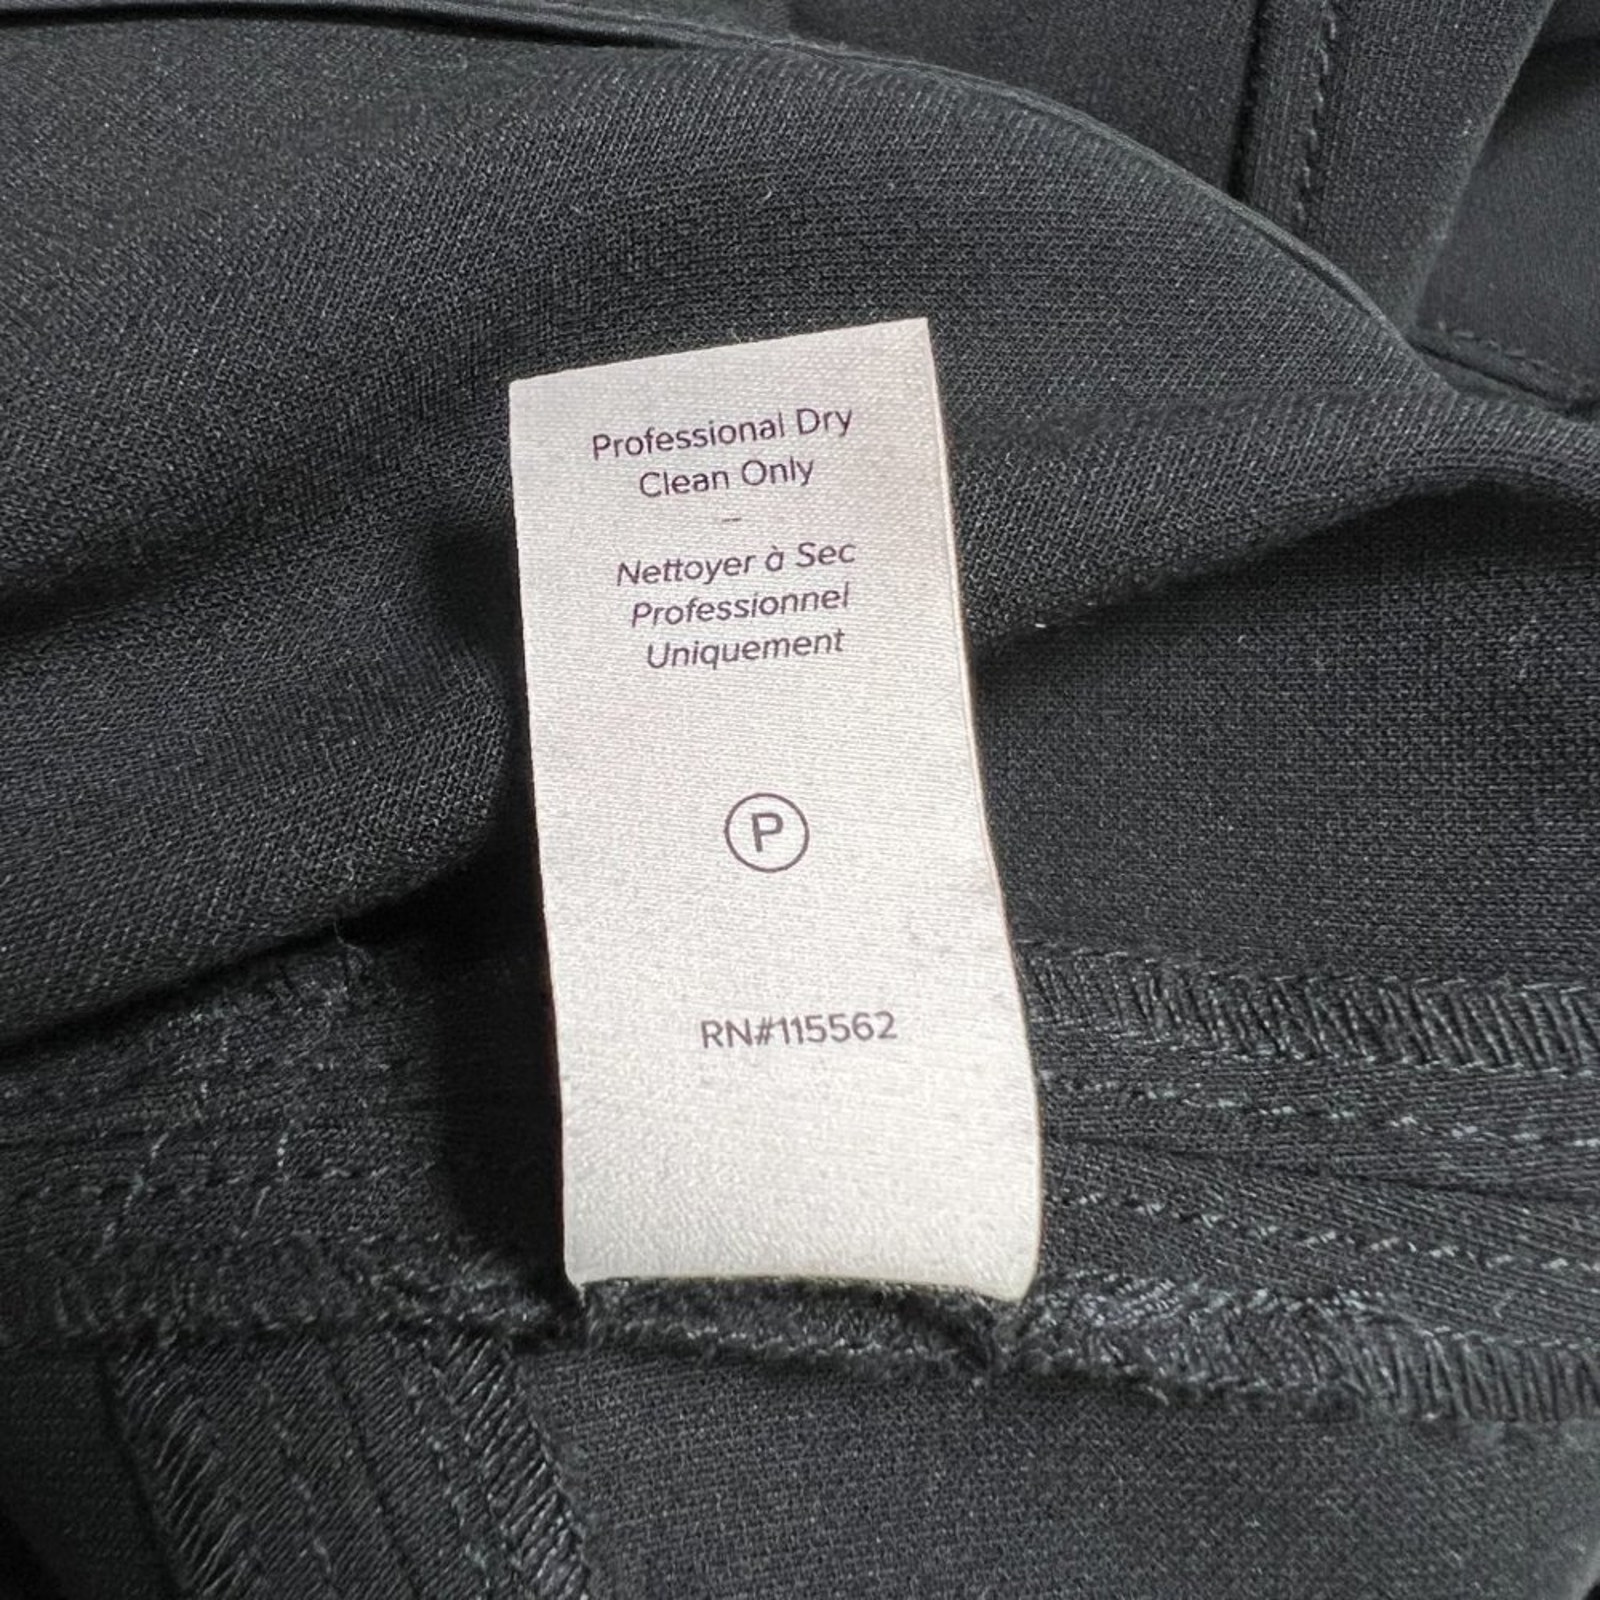 Professional Dry
Clean Only
–
Nettoyer à Sec
Professionnel
Uniquement
P
RN#115562